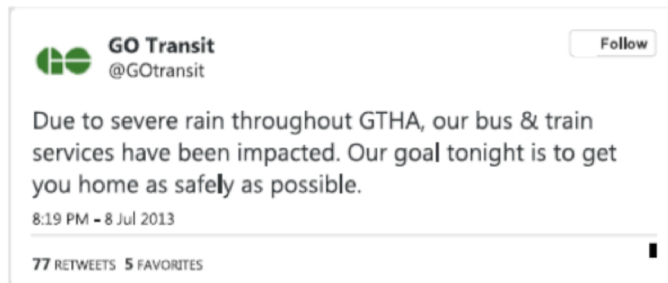 GO Transit
@GOtransit
Follow
Due to severe rain throughout GTHA, our bus & train
services have been impacted. Our goal tonight is to get
you home as safely as possible.
8:19 PM - 8 Jul 2013
77 RETWEETS 5 FAVORITES